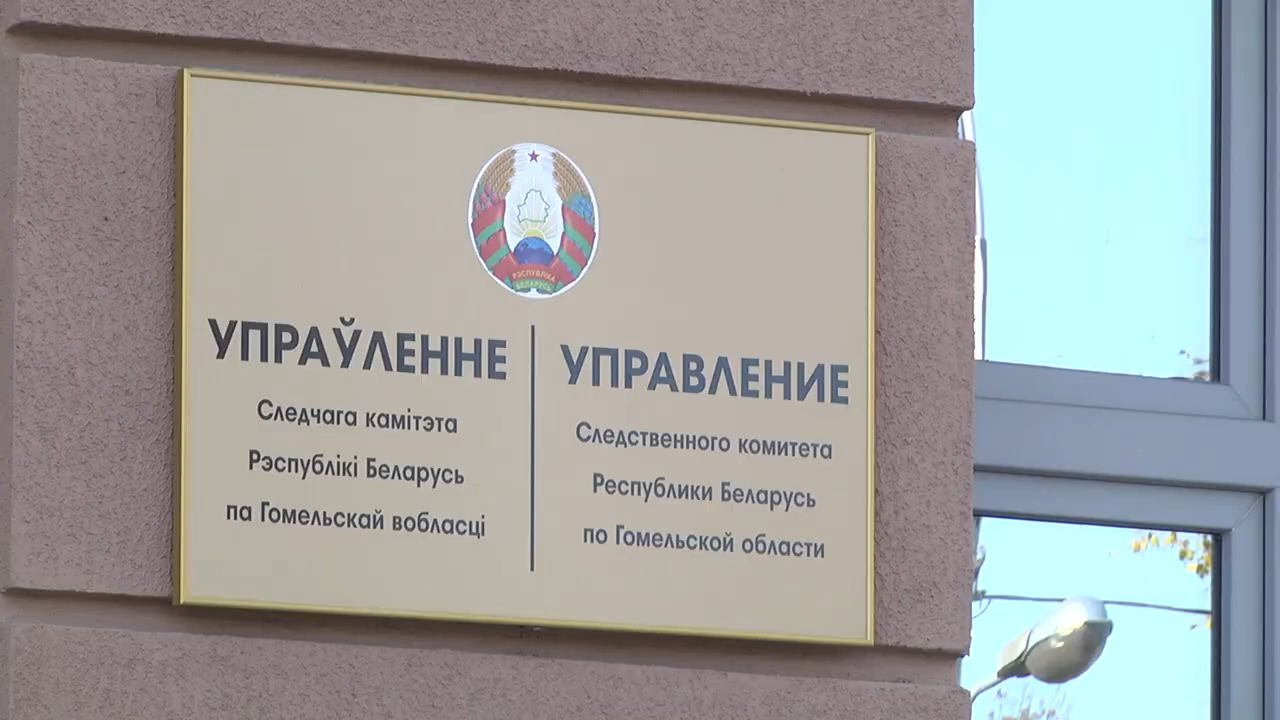 РЭСПУБЛІКА
БЕЛАРУСЬ
УПРАЎЛЕННЕ
Следчага камітэта
Рэспублікі Беларусь
па Гомельскай вобласці
УПРАВЛЕНИЕ
Следственного комитета
Республики Беларусь
по Гомельской области